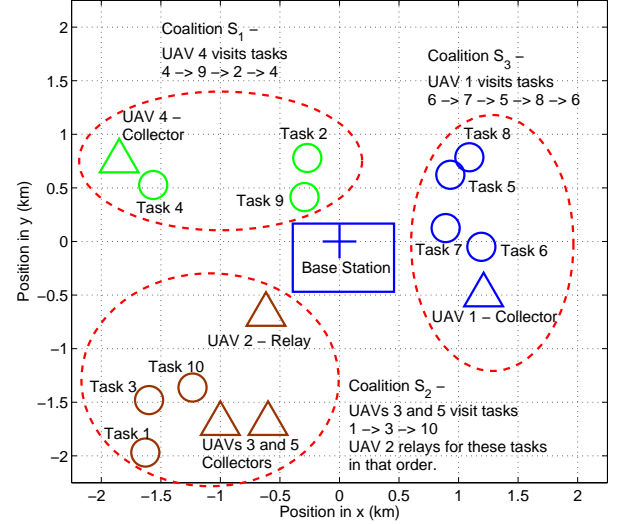 Coalition S1 –
UAV 4 visits tasks
4 –> 9 –> 2 –> 4
Coalition S3 –
UAV 1 visits tasks
6 –> 7 –> 5 –> 8 –> 6
UAV 4 –
Collector
Task 2
Task 8
Task 4
Task 9
Task 5
Task 7
Task 6
Base Station
UAV 1 – Collector
UAV 2 – Relay
Task 10
Task 3
Task 1
UAVs 3 and 5
Collectors
Coalition S2 –
UAVs 3 and 5 visit tasks
1 –> 3 –> 10
UAV 2 relays for these tasks
in that order.
2
1.5
1
0.5
0
−0.5
−1
−1.5
−2
Position in y (km)
−2 −1.5 −1 −0.5 0 0.5 1 1.5 2
Position in x (km)